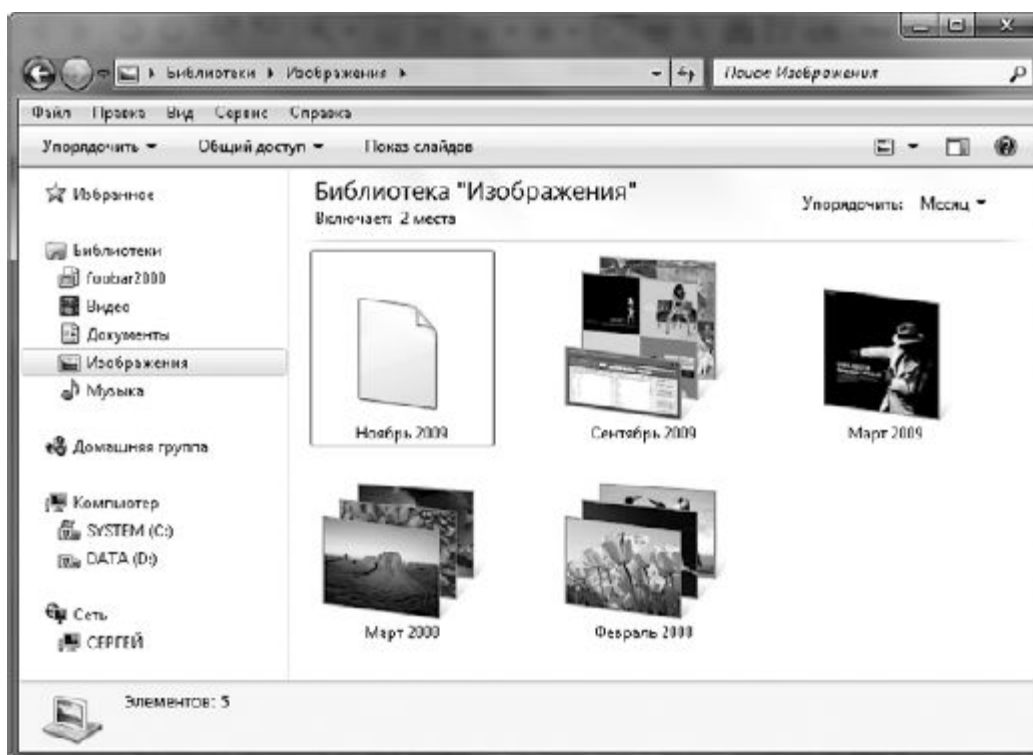 Библиотеки Изображения Поиск: Изображения
Файл Правка Вид Сервис Справка
Упорядочить Общий доступ Показ слайдов
Избранное
Библиотеки
foobar2000
Видео
Документы
Изображения
Музыка
Домашняя группа
Компьютер
SYSTEM (C:)
DATA (D:)
Сеть
СЕРГЕЙ
Библиотека "Изображения"
Включает: 2 места
Упорядочить: Месяц
Ноябрь 2009
Сентябрь 2009
Март 2009
Март 2008
Февраль 2008
Элементов: 5